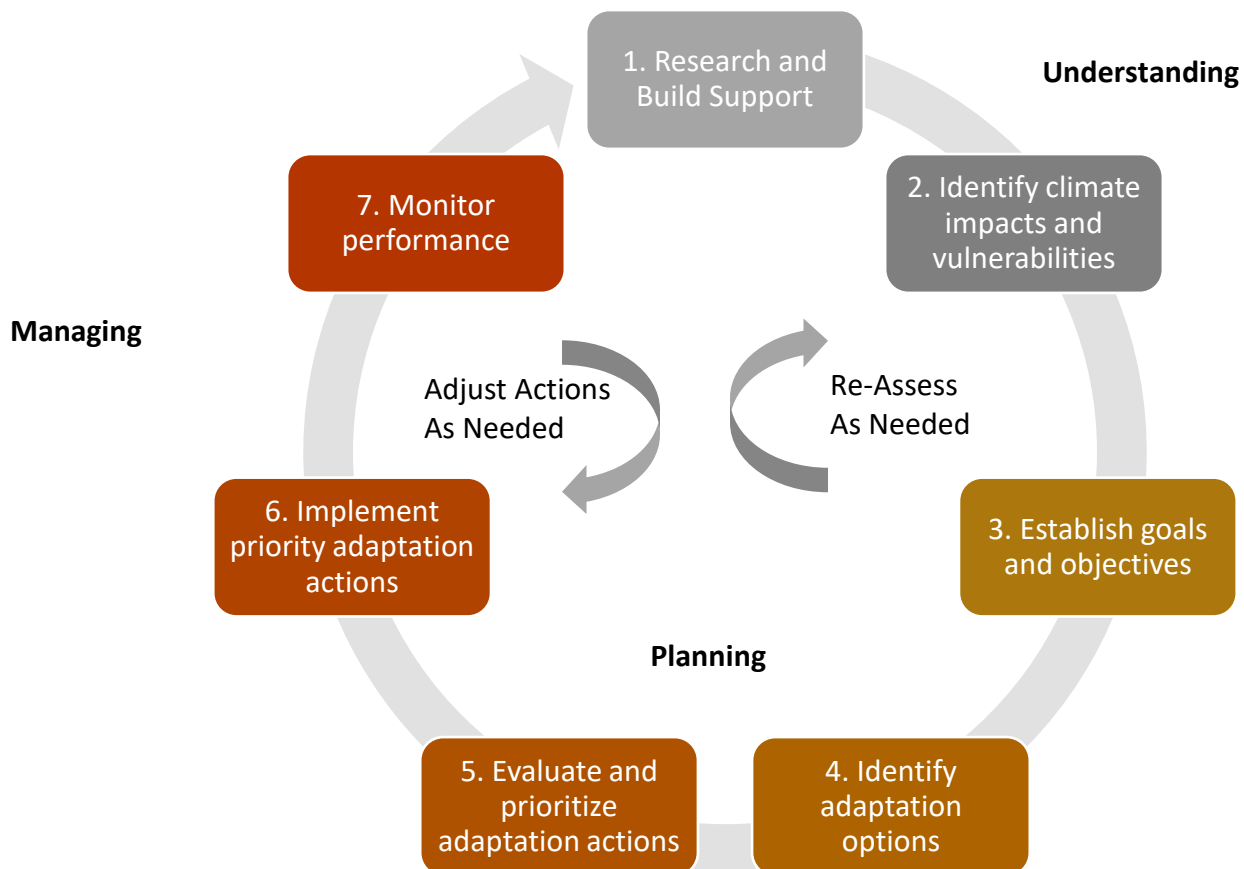 1. Research and
Build Support
Understanding
2. Identify climate
impacts and
vulnerabilities
3. Establish goals
and objectives
4. Identify
adaptation
options
5. Evaluate and
prioritize
adaptation actions
Planning
6. Implement
priority adaptation
actions
Managing
7. Monitor
performance
Adjust Actions
As Needed
Re-Assess
As Needed